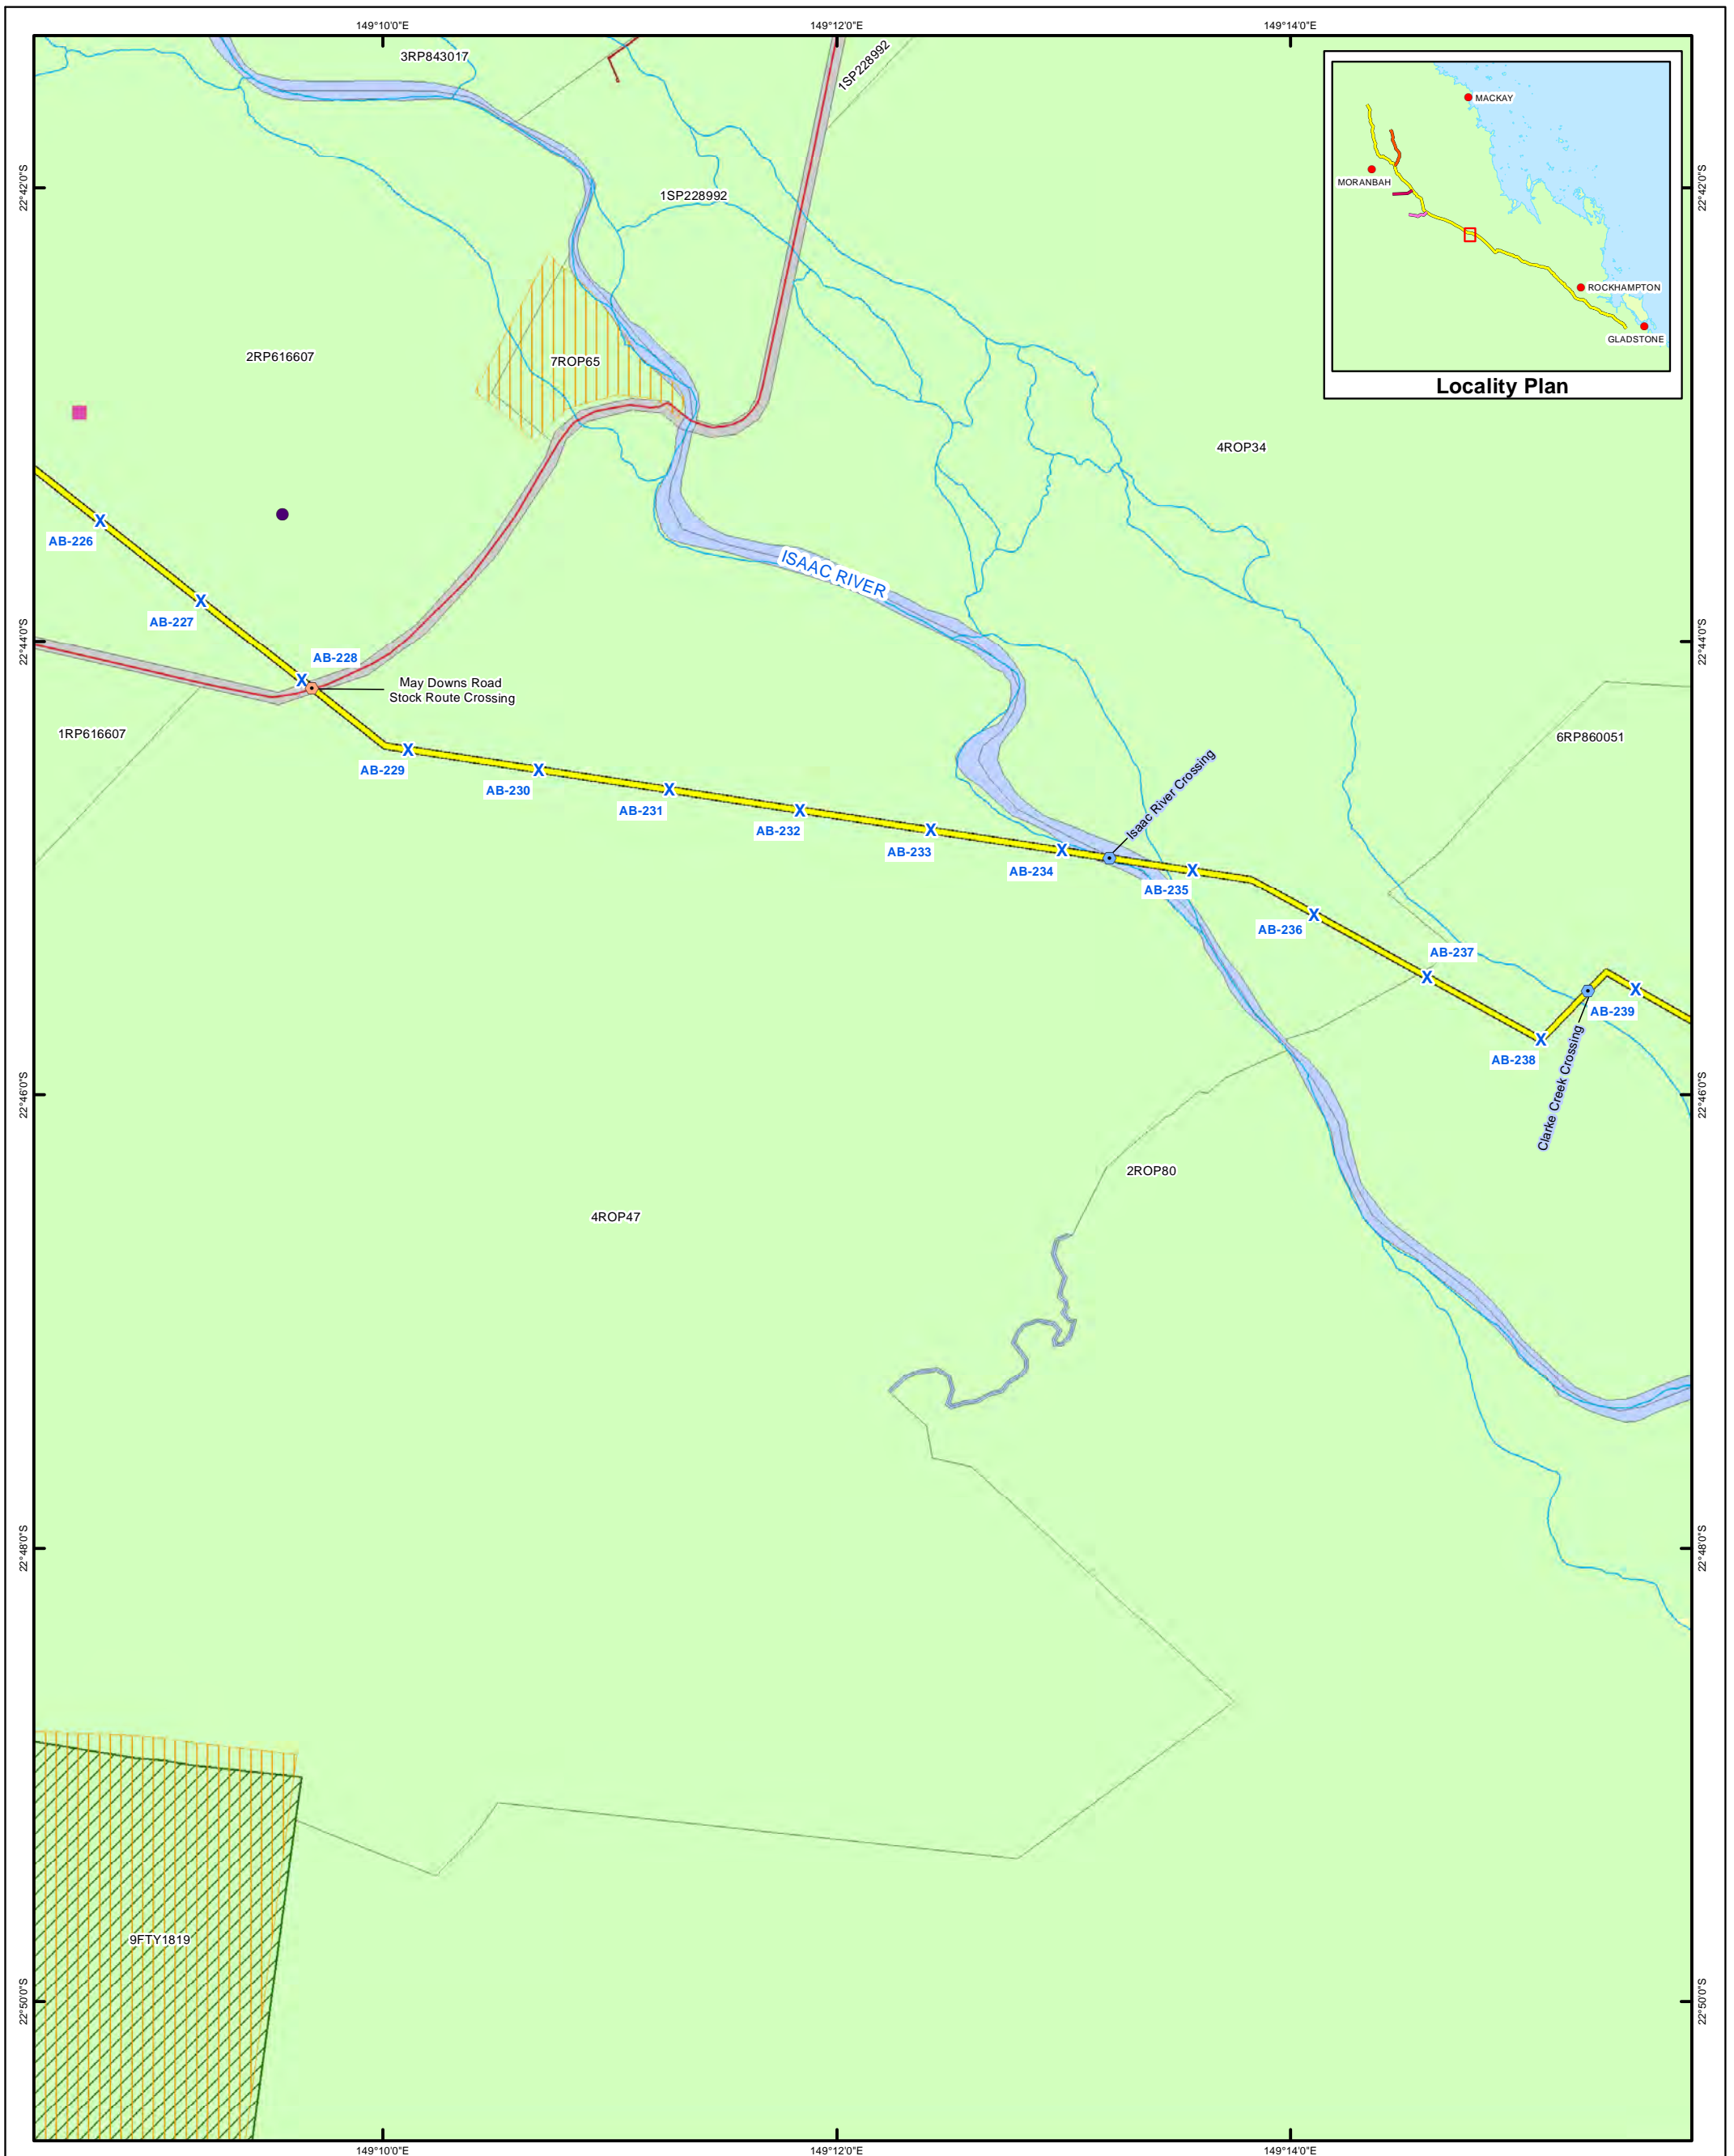 149°10'0"E
149°12'0"E
149°14'0"E
3RP843017
1SP228992
MACKAY
MORANBAH
ROCKHAMPTON
GLADSTONE
Locality Plan
22°42'0"S
22°42'0"S
1SP228992
2RP616607
7ROP65
4ROP34
AB-226
ISAAC RIVER
AB-227
22°44'0"S
22°44'0"S
AB-228
May Downs Road
Stock Route Crossing
1RP616607
6RP860051
AB-229
AB-230
AB-231
AB-232
AB-233
AB-234
Isaac River Crossing
AB-235
AB-236
AB-237
AB-238
AB-239
Clarke Creek Crossing
22°46'0"S
22°46'0"S
2ROP80
4ROP47
22°48'0"S
22°48'0"S
9FTY1819
22°50'0"S
22°50'0"S
149°10'0"E
149°12'0"E
149°14'0"E